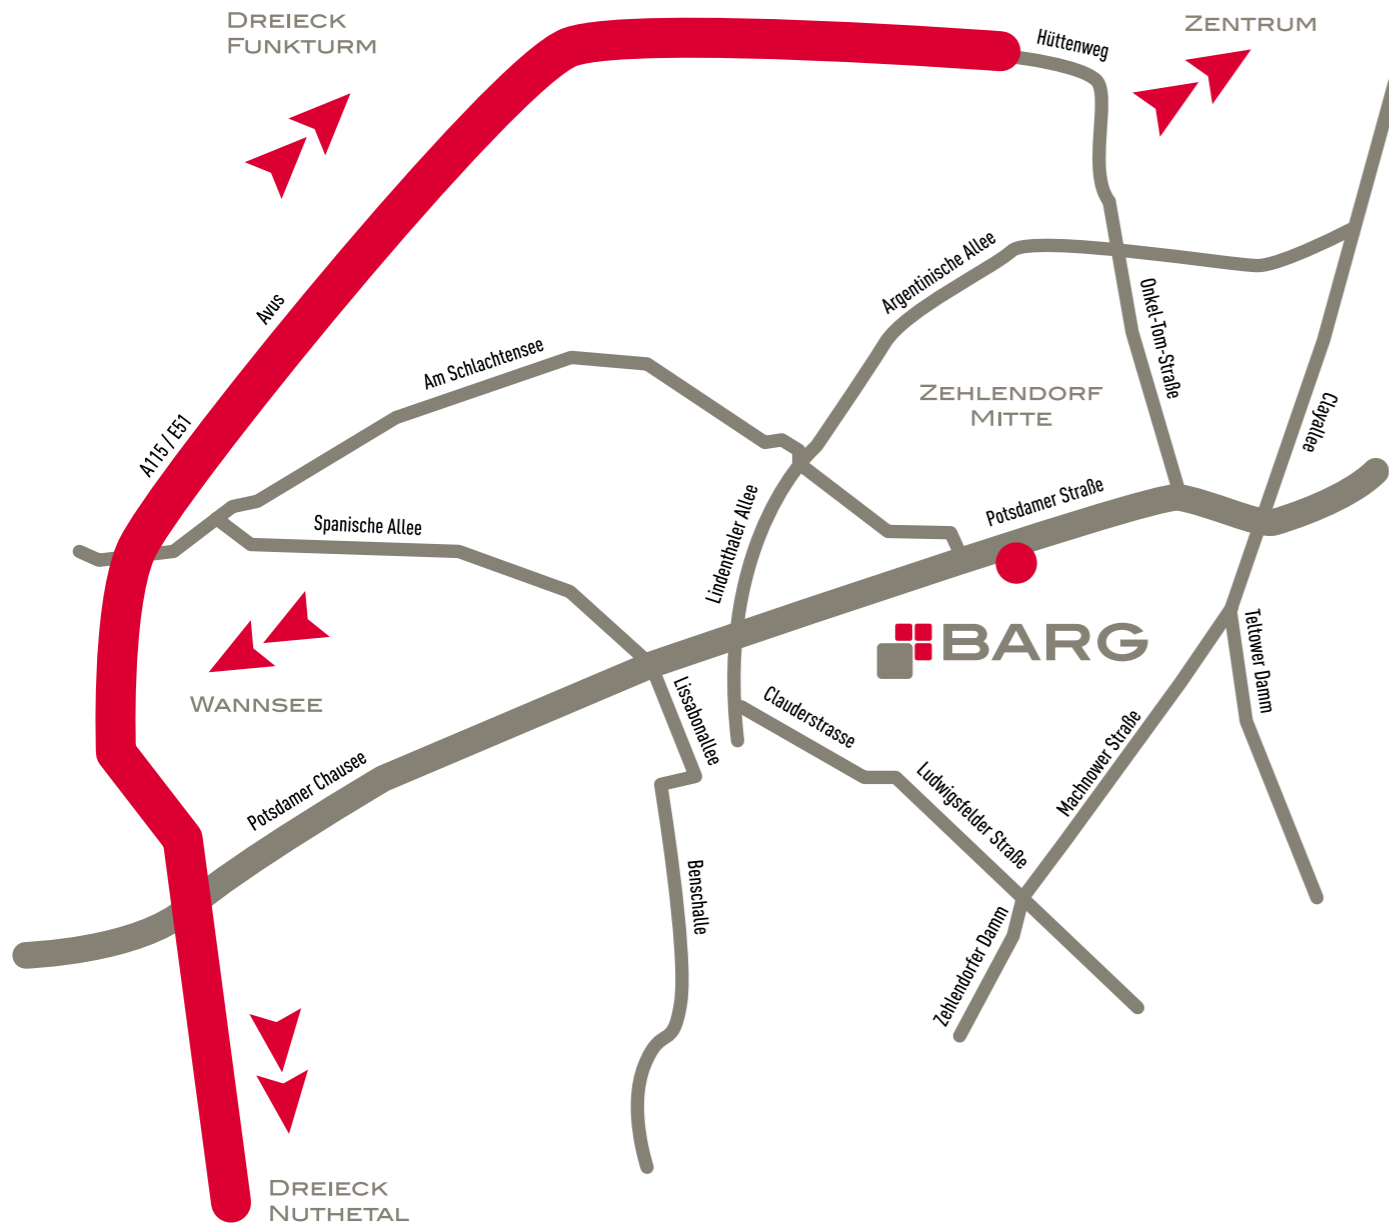 DREIECK
FUNKTURM
ZENTRUM
Hüttenweg
Argentinische Allee
Avus
Onkel-Tom-Straße
Am Schlachtensee
ZEHLENDORF
MITTE
Clayallee
A115 / E51
Potsdamer Straße
Spanische Allee
Lindenthaler Allee
BARG
Teltower Damm
WANNSEE
Lissabonallee
Clauderstrasse
Machnower Straße
Potsdamer Chausee
Ludwigsfelder Straße
Benschalle
Zehlendorfer Damm
DREIECK
NUTHETAL